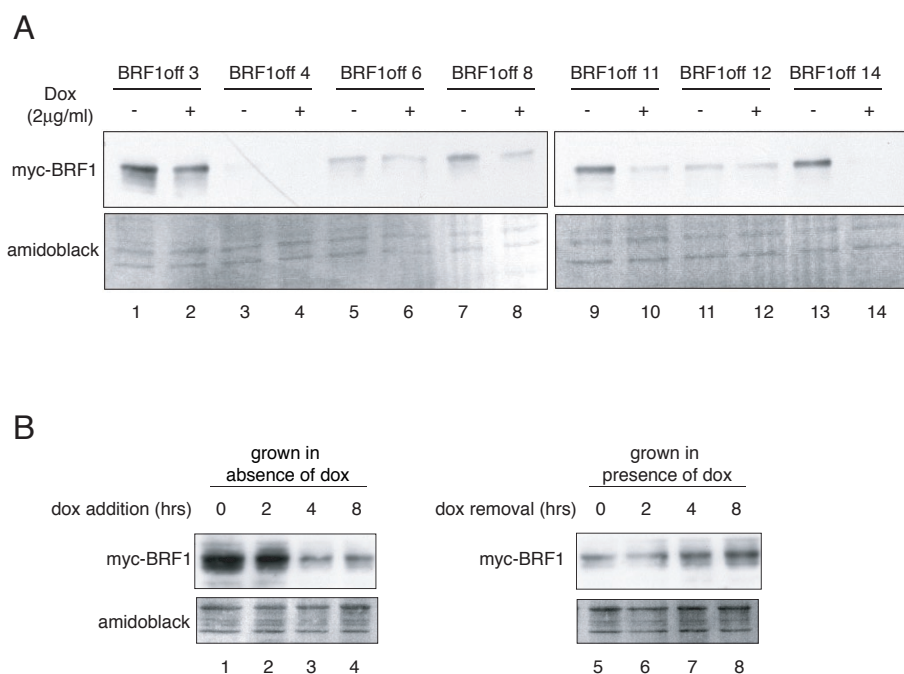 A
BRF1off 3 BRF1off 4 BRF1off 6 BRF1off 8 BRF1off 11 BRF1off 12 BRF1off 14
Dox
(2µg/ml)
- + - + - + - + - + - + - +
myc-BRF1
amidoblack
1 2 3 4 5 6 7 8 9 10 11 12 13 14
B
grown in
absence of dox
dox addition (hrs) 0 2 4 8
myc-BRF1
amidoblack
1 2 3 4
grown in
presence of dox
dox removal (hrs) 0 2 4 8
myc-BRF1
5 6 7 8